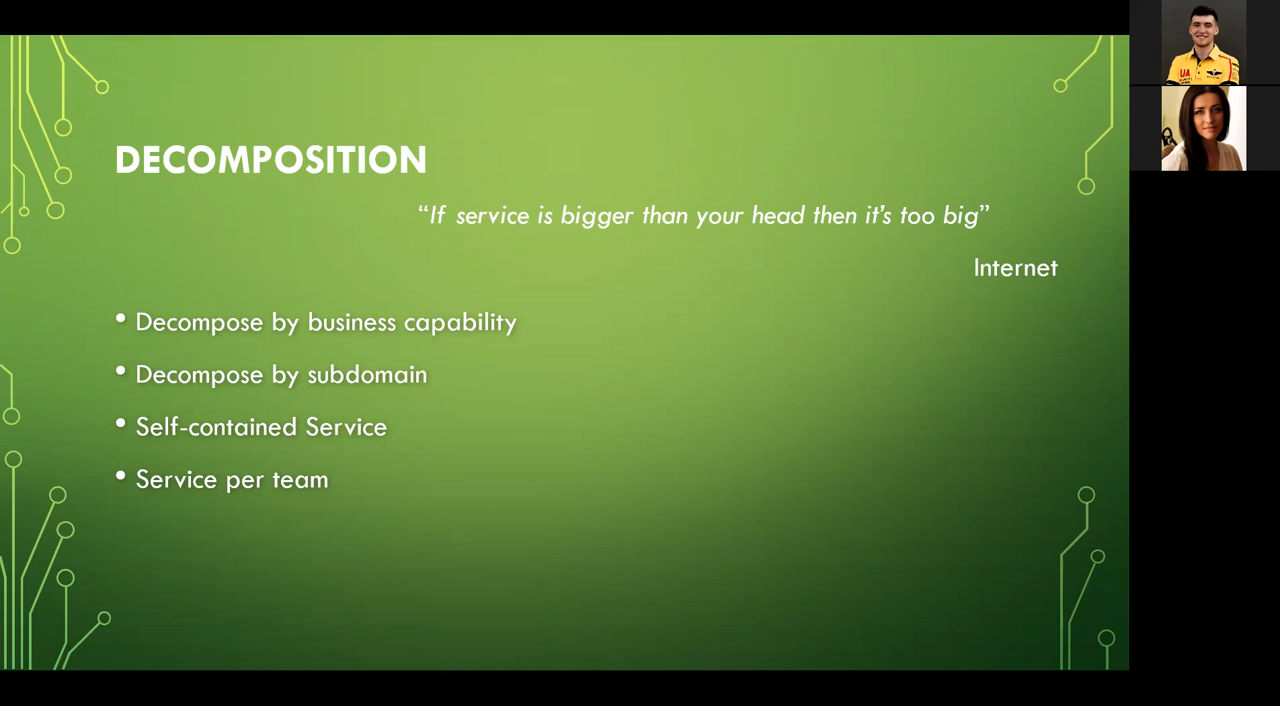 DECOMPOSITION
“If service is bigger than your head then it’s too big”
Internet
• Decompose by business capability
• Decompose by subdomain
• Self-contained Service
• Service per team
UA